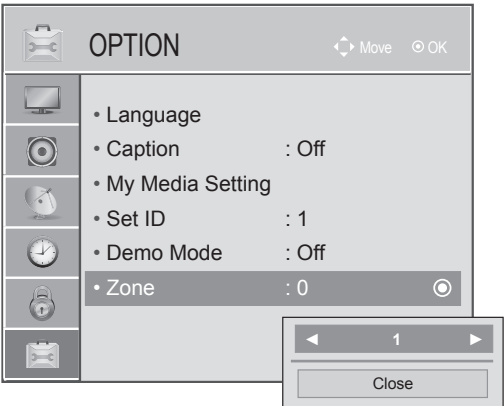 OPTION
Move OK
• Language
• Caption : Off
• My Media Setting
• Set ID : 1
• Demo Mode : Off
• Zone : 0
◄ 1 ►
Close